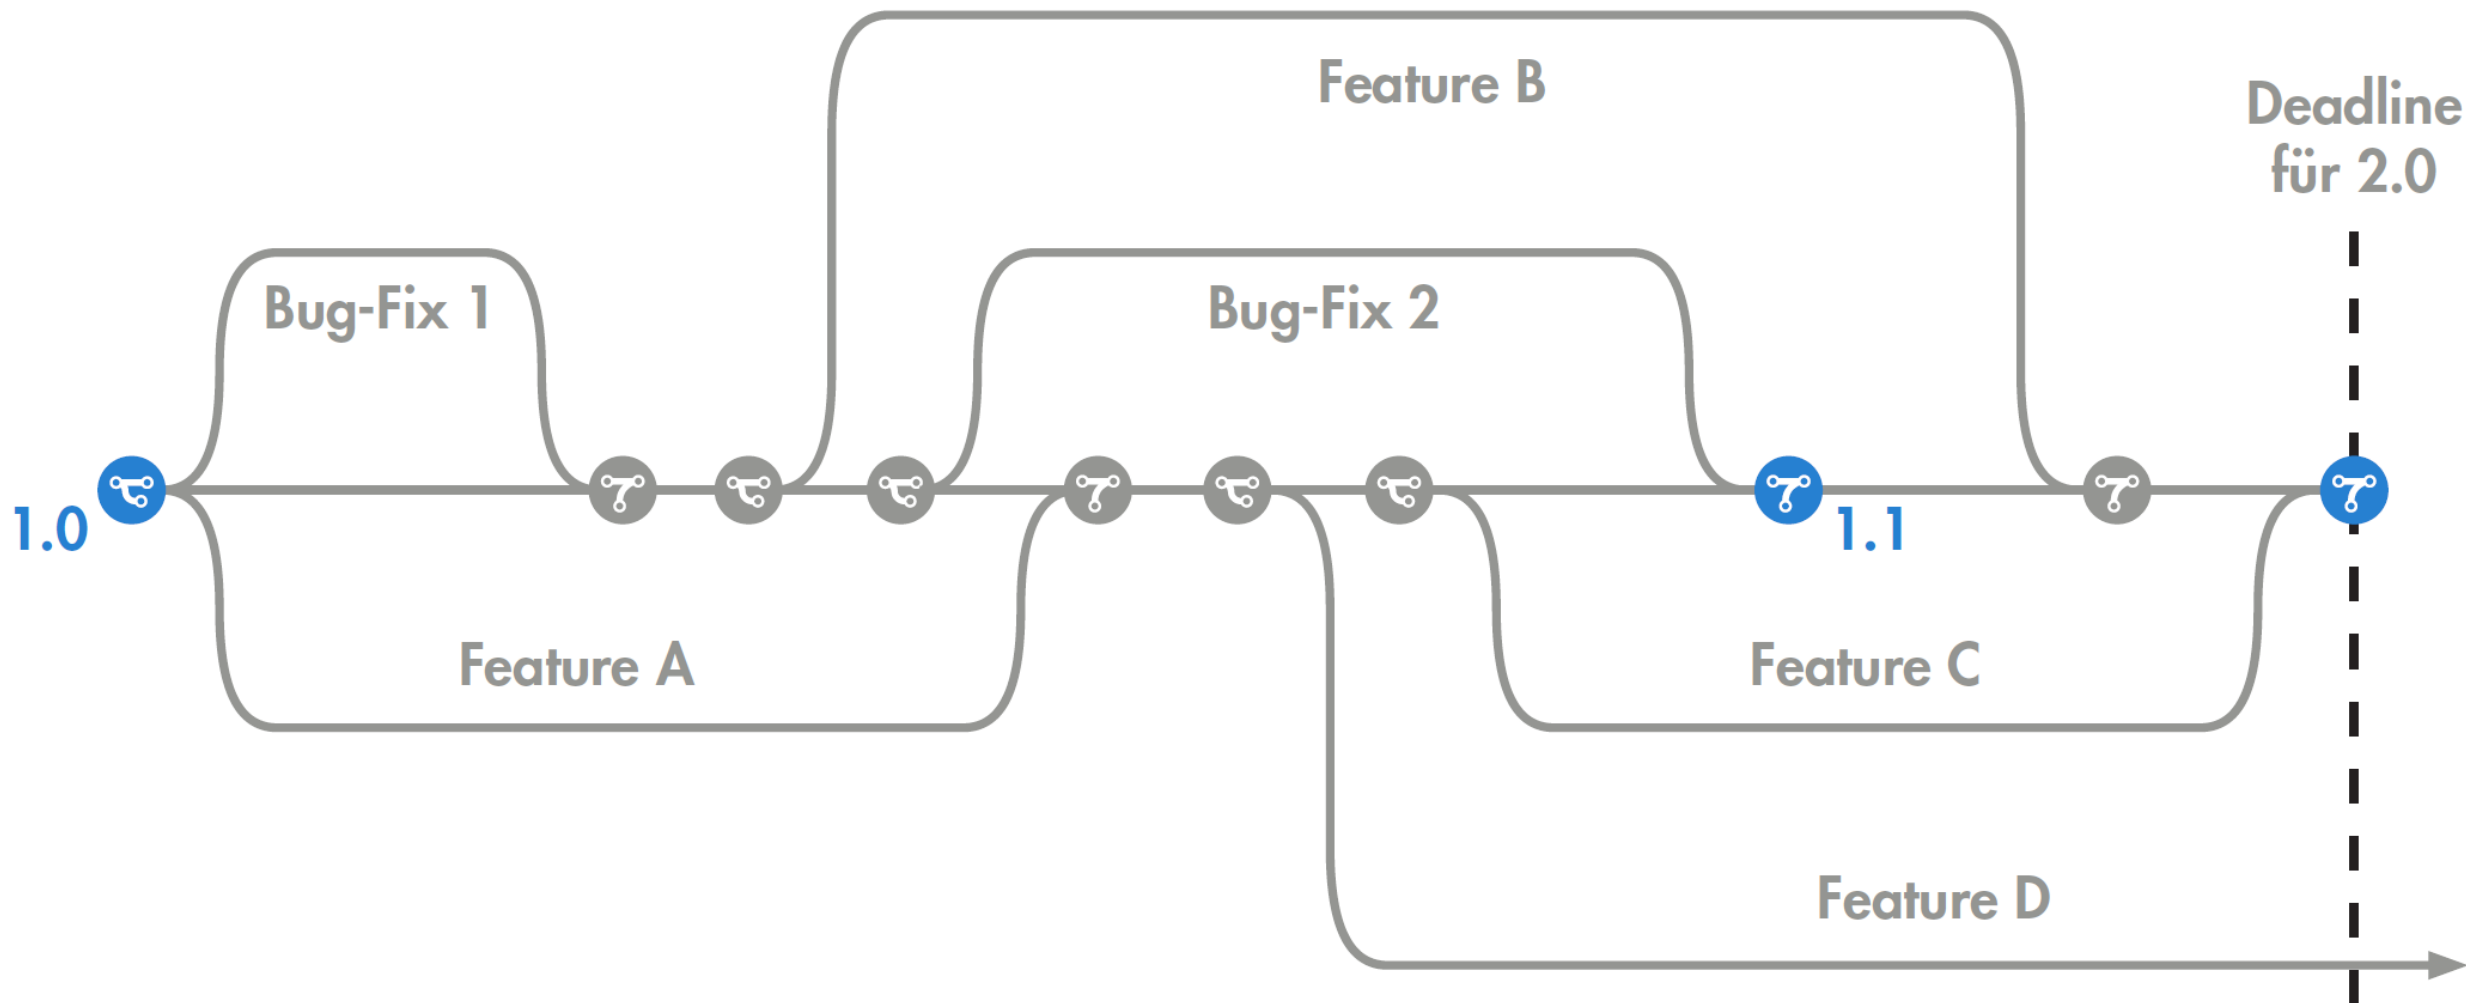 Feature B
Deadline
für 2.0
Bug-Fix 1
Bug-Fix 2
1.0
1.1
Feature A
Feature C
Feature D